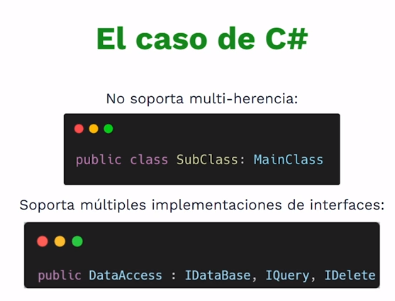 El caso de C#
No soporta multi-herencia:
public class SubClass: MainClass
Soporta múltiples implementaciones de interfaces:
public DataAccess : IDataBase, IQuery, IDelete